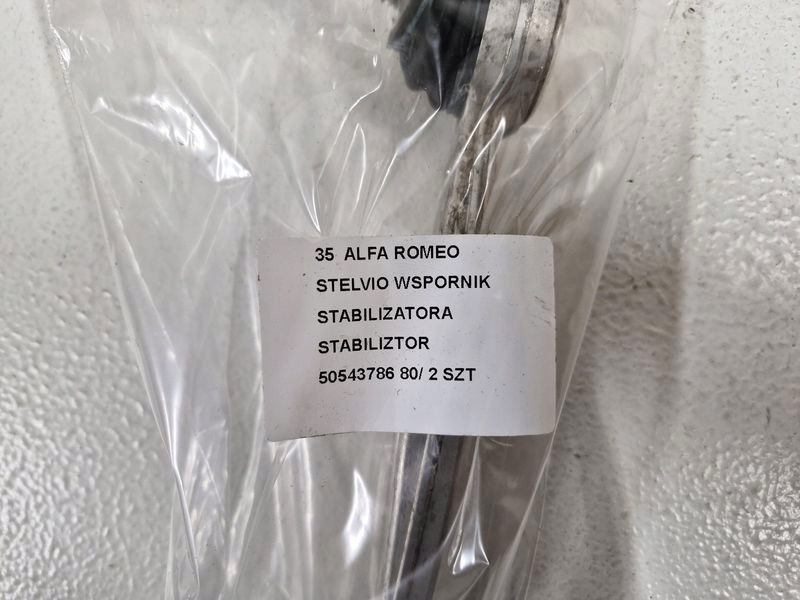 35 ALFA ROMEO
STELVIO WSPORNIK
STABILIZATORA
STABILIZTOR
50543786 80/ 2 SZT